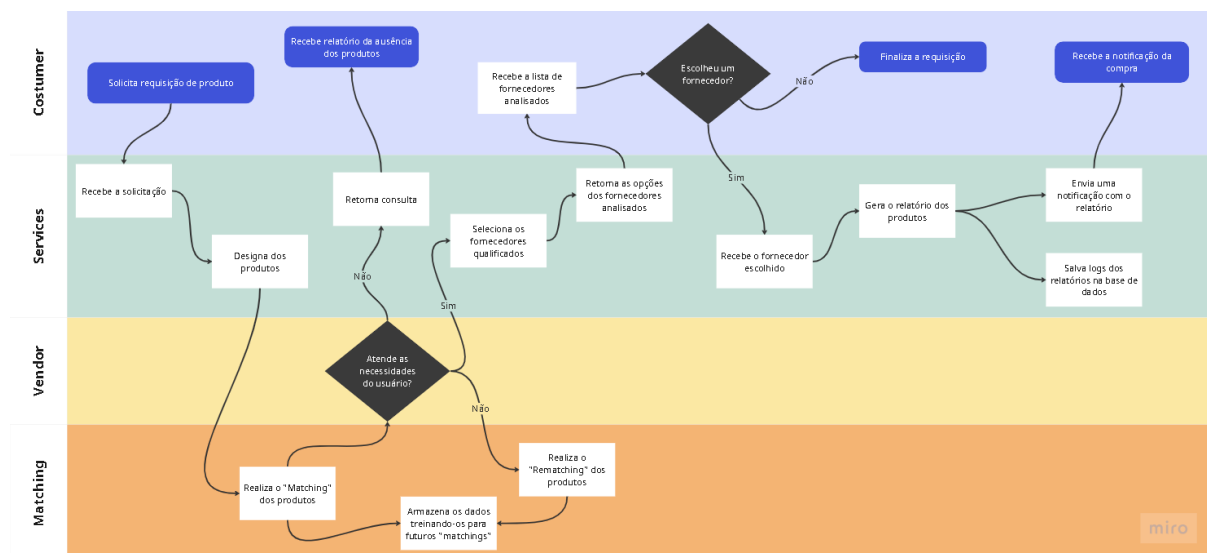 Costumer
Solicita requisição de produto
Recebe relatório da ausência
dos produtos
Recebe a lista de
fornecedores
analisados
Escolheu um
fornecedor?
Não
Finaliza a requisição
Recebe a notificação da
compra
Services
Recebe a solicitação
Designa dos
produtos
Retorna consulta
Não
Seleciona os
fornecedores
qualificados
Sim
Retorna as opções
dos fornecedores
analisados
Sim
Recebe o fornecedor
escolhido
Gera o relatório dos
produtos
Envia uma
notificação com o
relatório
Salva logs dos
relatórios na base de
dados
Vendor
Atende as
necessidades
do usuário?
Não
Matching
Realiza o "Matching"
dos produtos
Armazena os dados
treinando-os para
futuros "matchings"
Realiza o
"Rematching" dos
produtos
miro